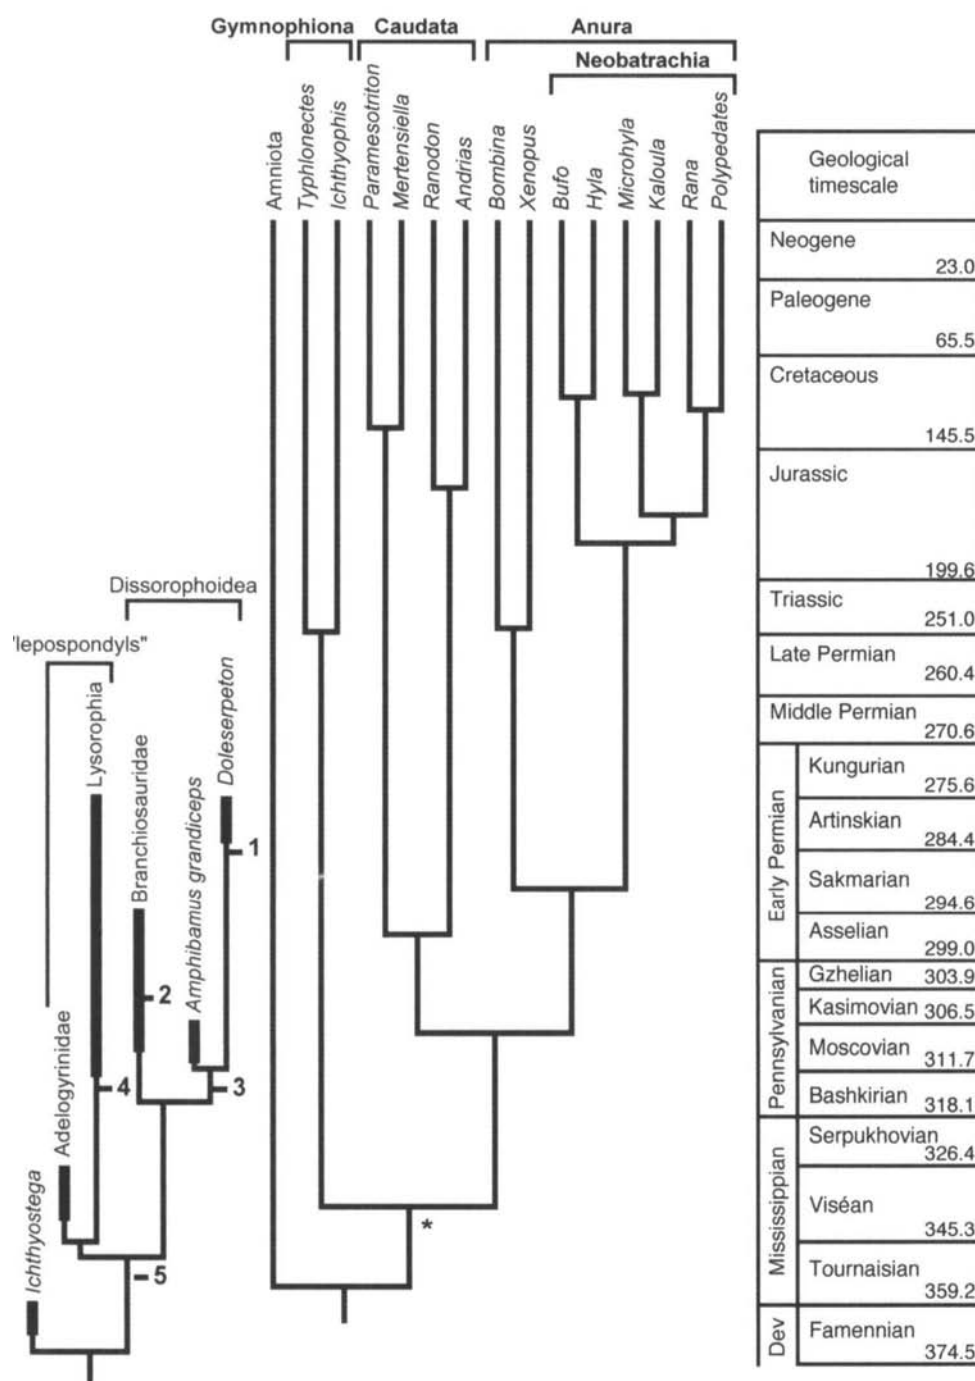 Gymnophiona Caudata Anura
Neobatrachia
Amniota
Typhlonectes
Ichthyophis
Paramesotriton
Mertensiella
Ranodon
Andrias
Bombina
Xenopus
Bufo
Hyla
Microhyla
Kaloula
Rana
Polypedates
Geological
timescale
Neogene
23.0
Paleogene
65.5
Cretaceous
145.5
Jurassic
199.6
Triassic
251.0
Late Permian
260.4
Middle Permian
270.6
Early Permian
Kungurian
275.6
Artinskian
284.4
Sakmarian
294.6
Asselian
299.0
Pennsylvanian
Gzhelian 303.9
Kasimovian 306.5
Moscovian
311.7
Bashkirian
318.1
Mississippian
Serpukhovian
326.4
Viséan
345.3
Tournaisian
359.2
Dev
Famennian
374.5
Dissorophoidea
"lepospondyls"
Lysorophia
Branchiosauridae
Doleserpeton
Amphibamus grandiceps
Adelogyrinidae
Ichthyostega
1
2
3
4
5
*